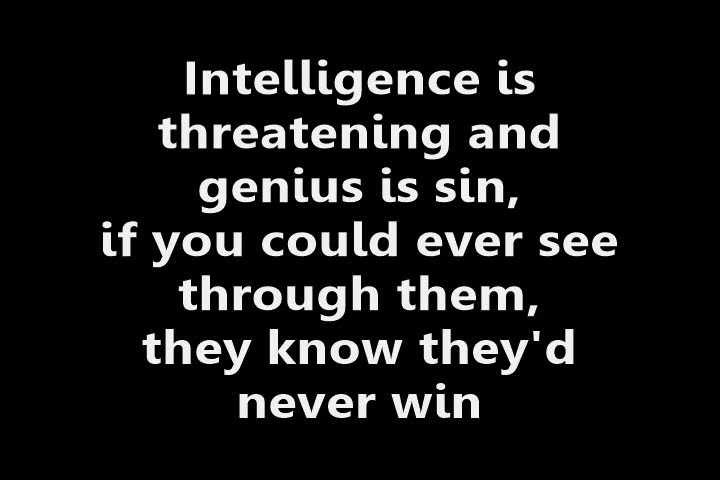 Intelligence is
threatening and
genius is sin,
if you could ever see
through them,
they know they'd
never win